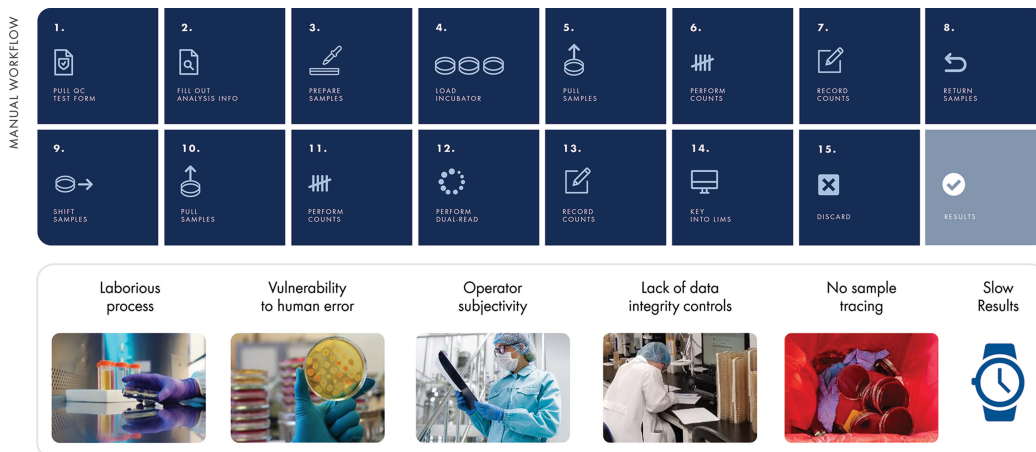 MANUAL WORKFLOW
1.
PULL QC
TEST FORM
2.
FILL OUT
ANALYSIS INFO
3.
PREPARE
SAMPLES
4.
LOAD
INCUBATOR
5.
PULL
SAMPLES
6.
PERFORM
COUNTS
7.
RECORD
COUNTS
8.
RETURN
SAMPLES
9.
SHIFT
SAMPLES
10.
PULL
SAMPLES
11.
PERFORM
COUNTS
12.
PERFORM
DUAL-READ
13.
RECORD
COUNTS
14.
KEY
INTO LIMS
15.
DISCARD
RESULTS
Laborious
process
Vulnerability
to human error
Operator
subjectivity
Lack of data
integrity controls
No sample
tracing
Slow
Results